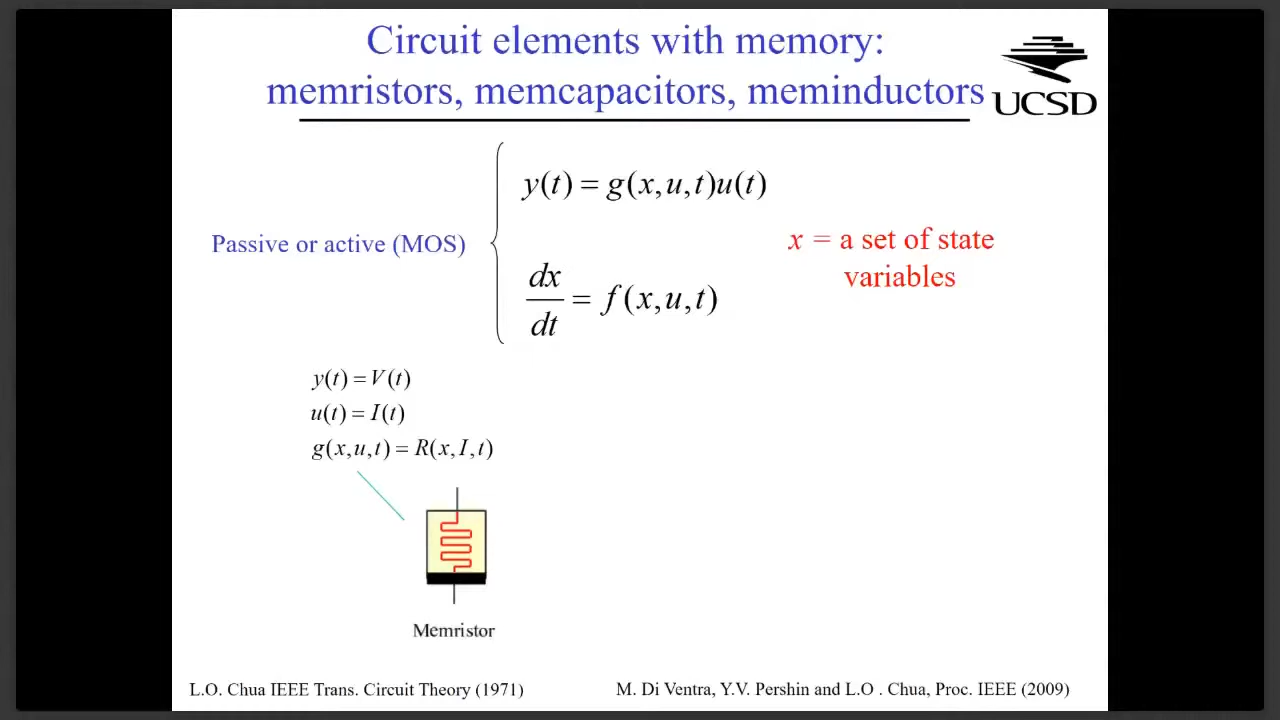 Circuit elements with memory:
memristors, memcapacitors, meminductors
UCSD
y(t) = g(x,u,t)u(t)
Passive or active (MOS)
x = a set of state
variables
dx/dt = f(x,u,t)
y(t) = V(t)
u(t) = I(t)
g(x,u,t) = R(x,I,t)
Memristor
L.O. Chua IEEE Trans. Circuit Theory (1971)
M. Di Ventra, Y.V. Pershin and L.O . Chua, Proc. IEEE (2009)